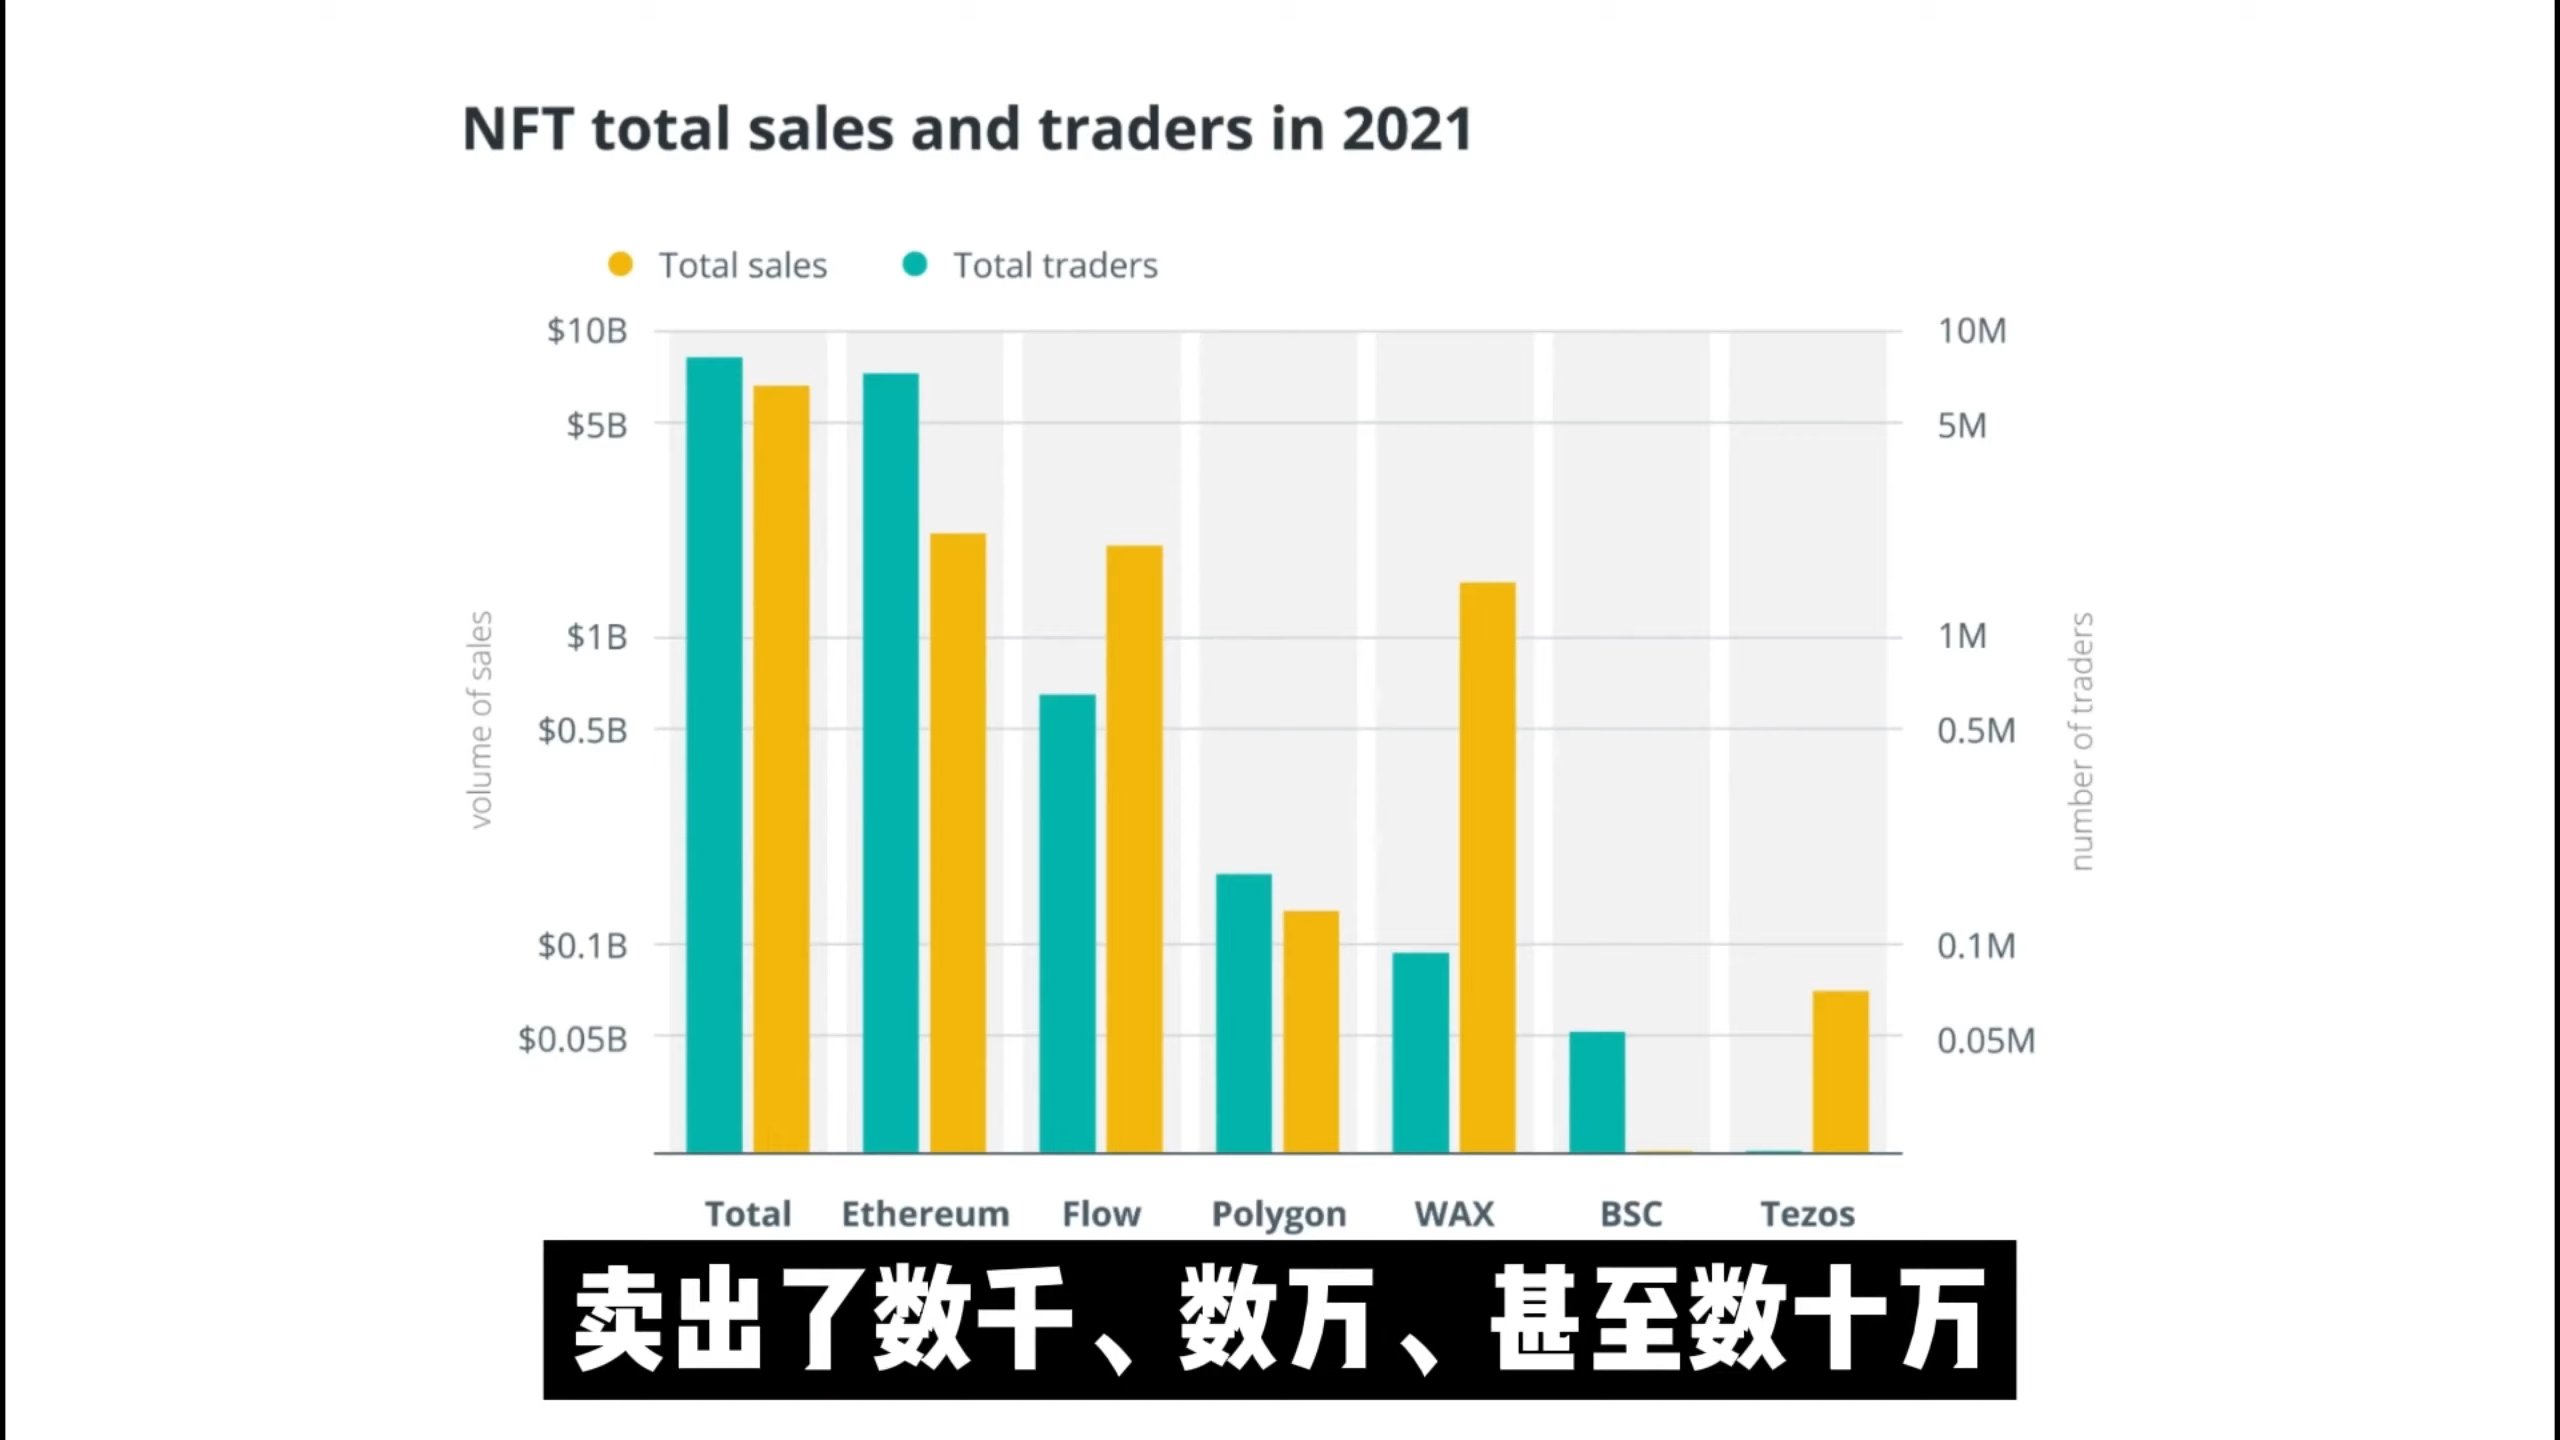 NFT total sales and traders in 2021
Total sales
Total traders
$10B
$5B
$1B
$0.5B
$0.1B
$0.05B
volume of sales
10M
5M
1M
0.5M
0.1M
0.05M
number of traders
Total
Ethereum
Flow
Polygon
WAX
BSC
Tezos
卖出了数千、数万、甚至数十万